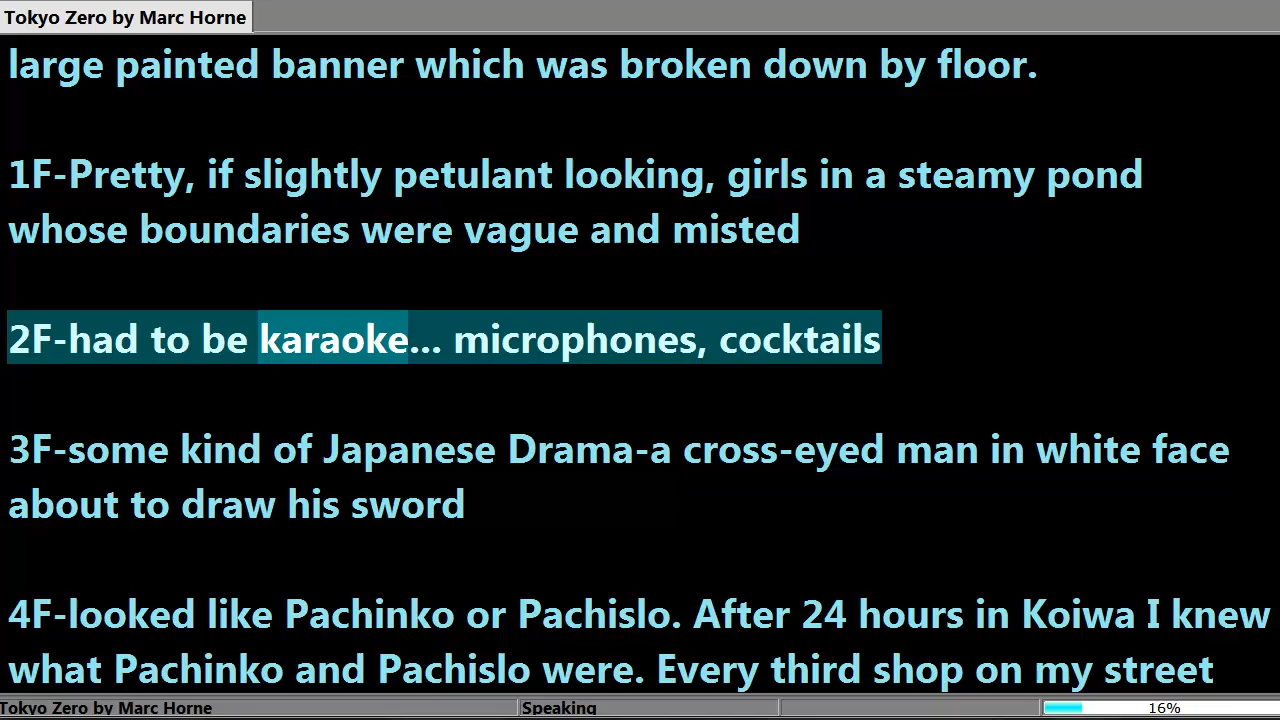 Tokyo Zero by Marc Horne
large painted banner which was broken down by floor.
1F-Pretty, if slightly petulant looking, girls in a steamy pond
whose boundaries were vague and misted
2F-had to be karaoke... microphones, cocktails
3F-some kind of Japanese Drama-a cross-eyed man in white face
about to draw his sword
4F-looked like Pachinko or Pachislo. After 24 hours in Koiwa I knew
what Pachinko and Pachislo were. Every third shop on my street
Tokyo Zero by Marc Horne Speaking 16%